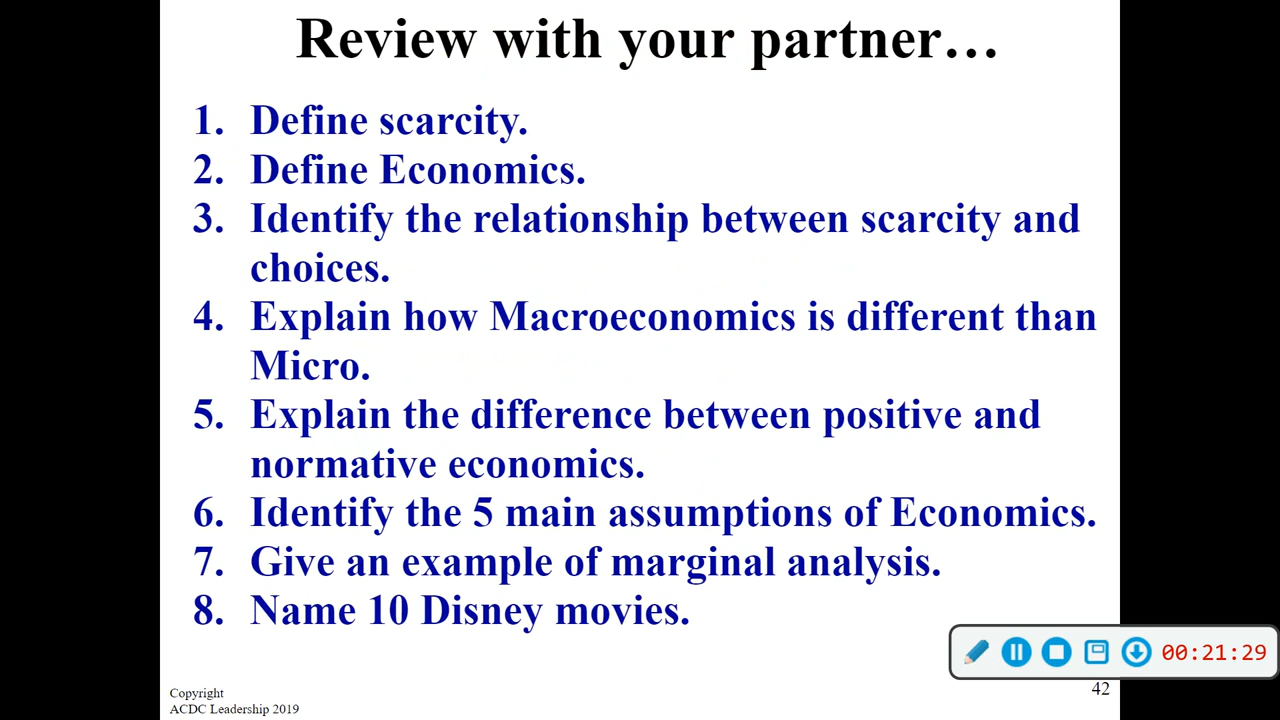 Review with your partner…
1. Define scarcity.
2. Define Economics.
3. Identify the relationship between scarcity and
choices.
4. Explain how Macroeconomics is different than
Micro.
5. Explain the difference between positive and
normative economics.
6. Identify the 5 main assumptions of Economics.
7. Give an example of marginal analysis.
8. Name 10 Disney movies.
00:21:29
Copyright
ACDC Leadership 2019
42